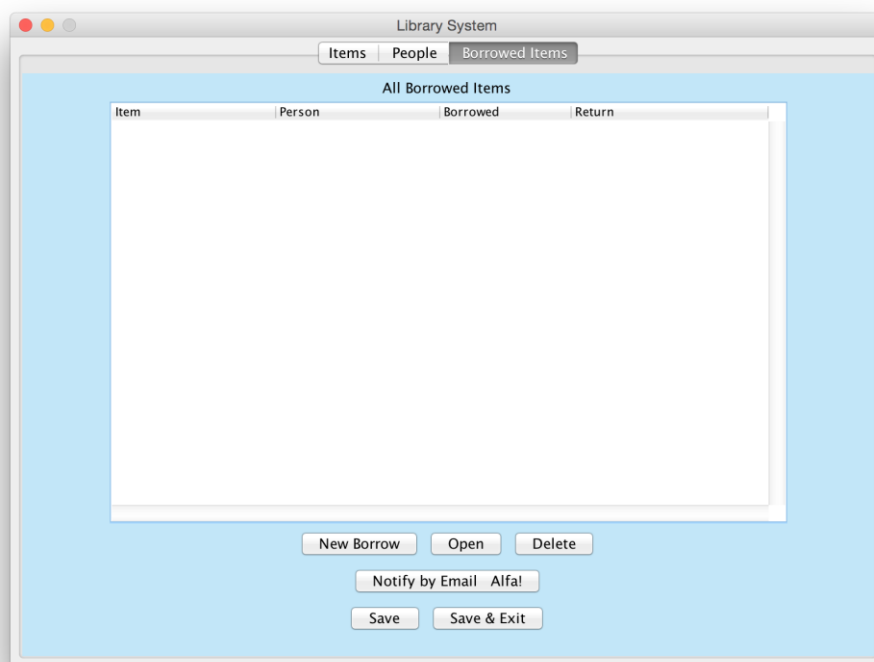 Library System
Items People Borrowed Items
All Borrowed Items
Item Person Borrowed Return
New Borrow Open Delete
Notify by Email Alfa!
Save Save & Exit